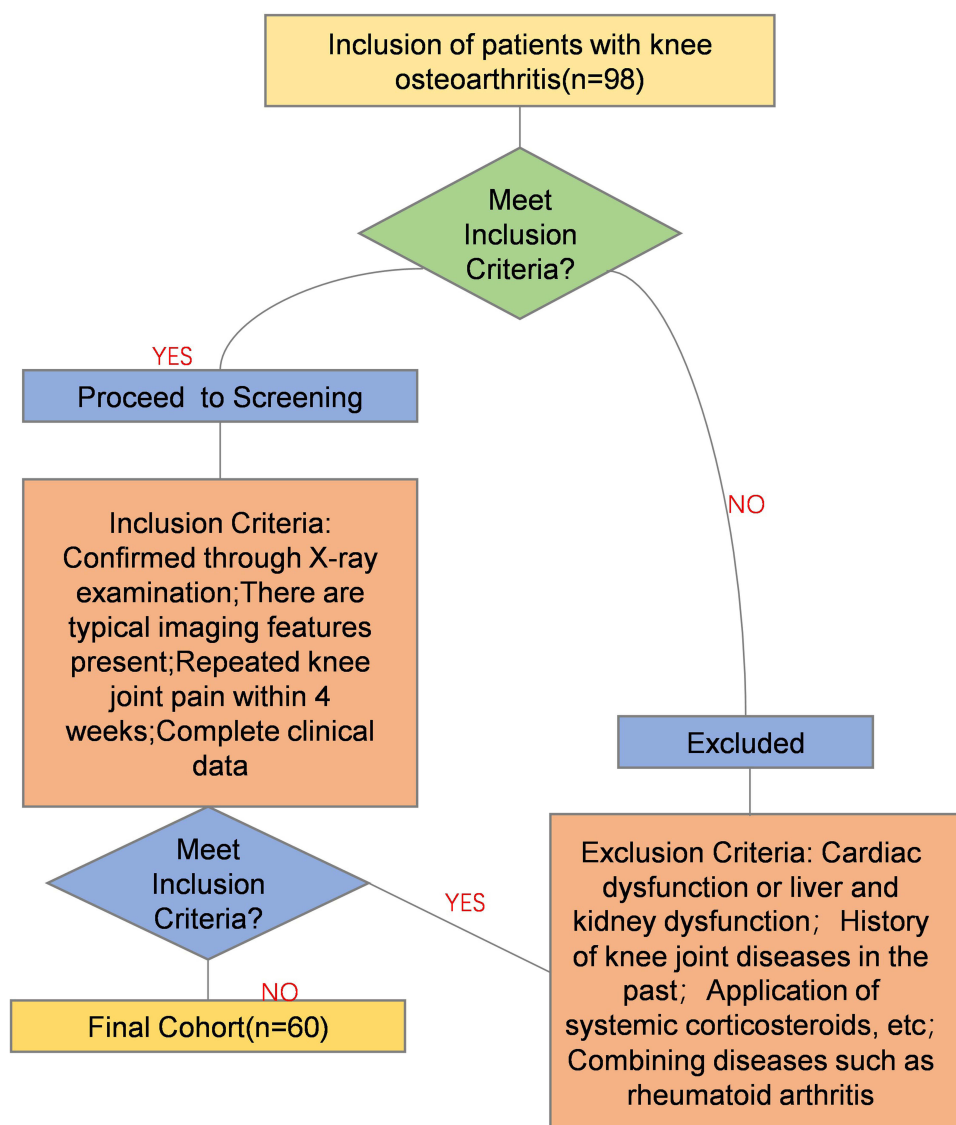 Inclusion of patients with knee
osteoarthritis(n=98)
Meet
Inclusion
Criteria?
YES
Proceed  to Screening
NO
Inclusion Criteria:
Confirmed through X-ray
examination;There are
typical imaging features
present;Repeated knee
joint pain within 4
weeks;Complete clinical
data
Excluded
Meet
Inclusion
Criteria?
YES
NO
Final Cohort(n=60)
Exclusion Criteria: Cardiac
dysfunction or liver and
kidney dysfunction； History
of knee joint diseases in the
past； Application of
systemic corticosteroids, etc；
Combining diseases such as
rheumatoid arthritis